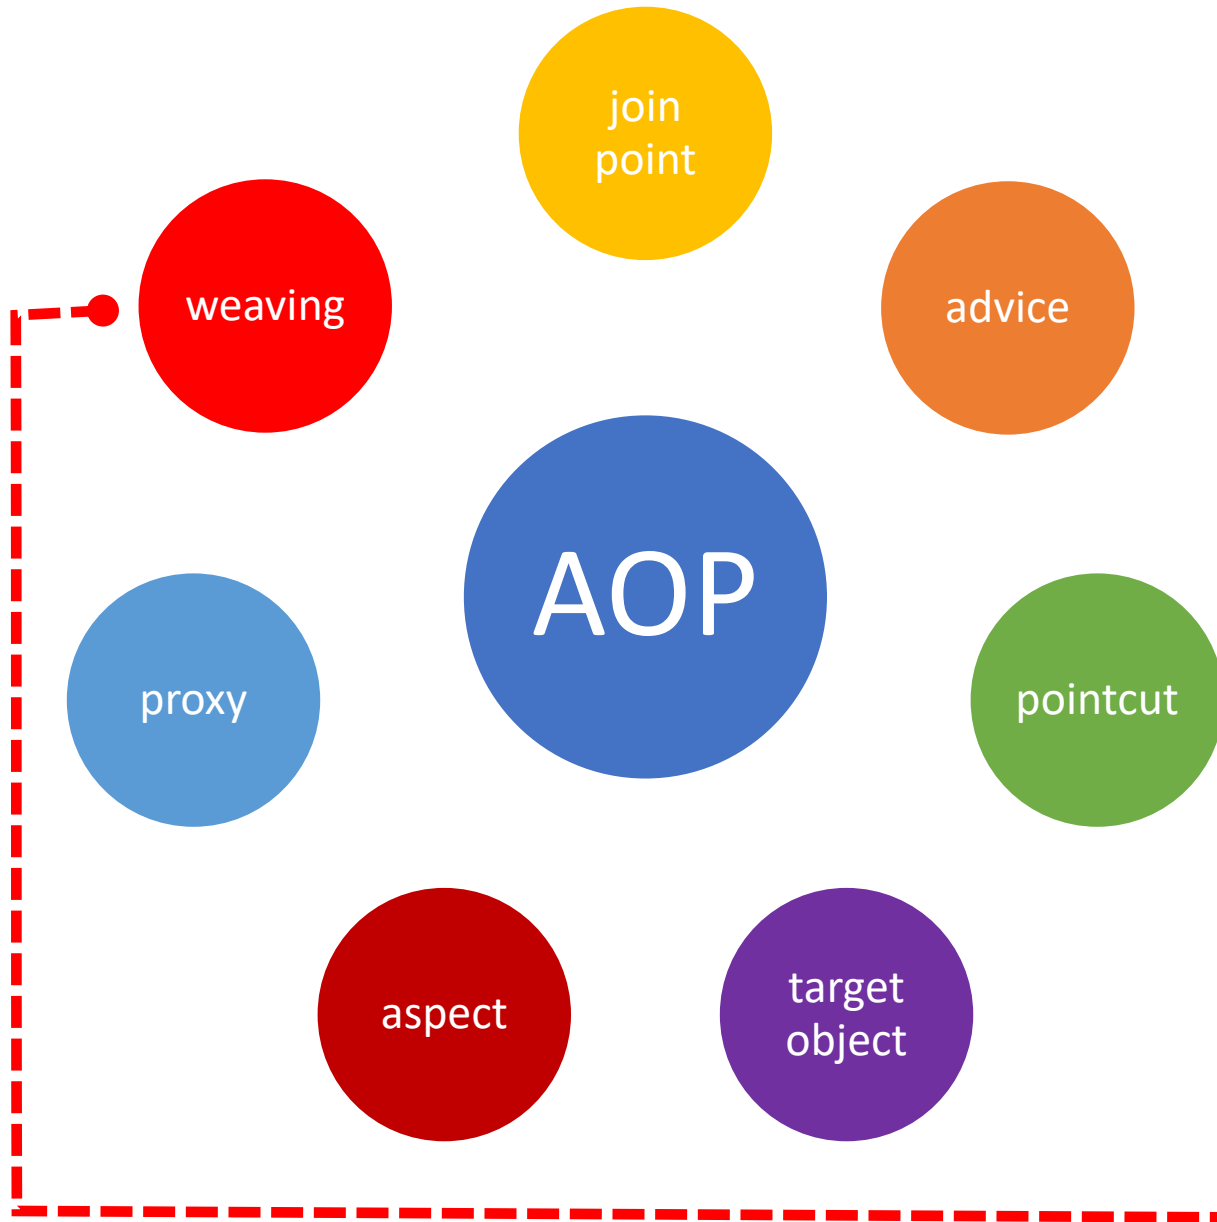 join
point
weaving
advice
AOP
proxy
pointcut
aspect
target
object